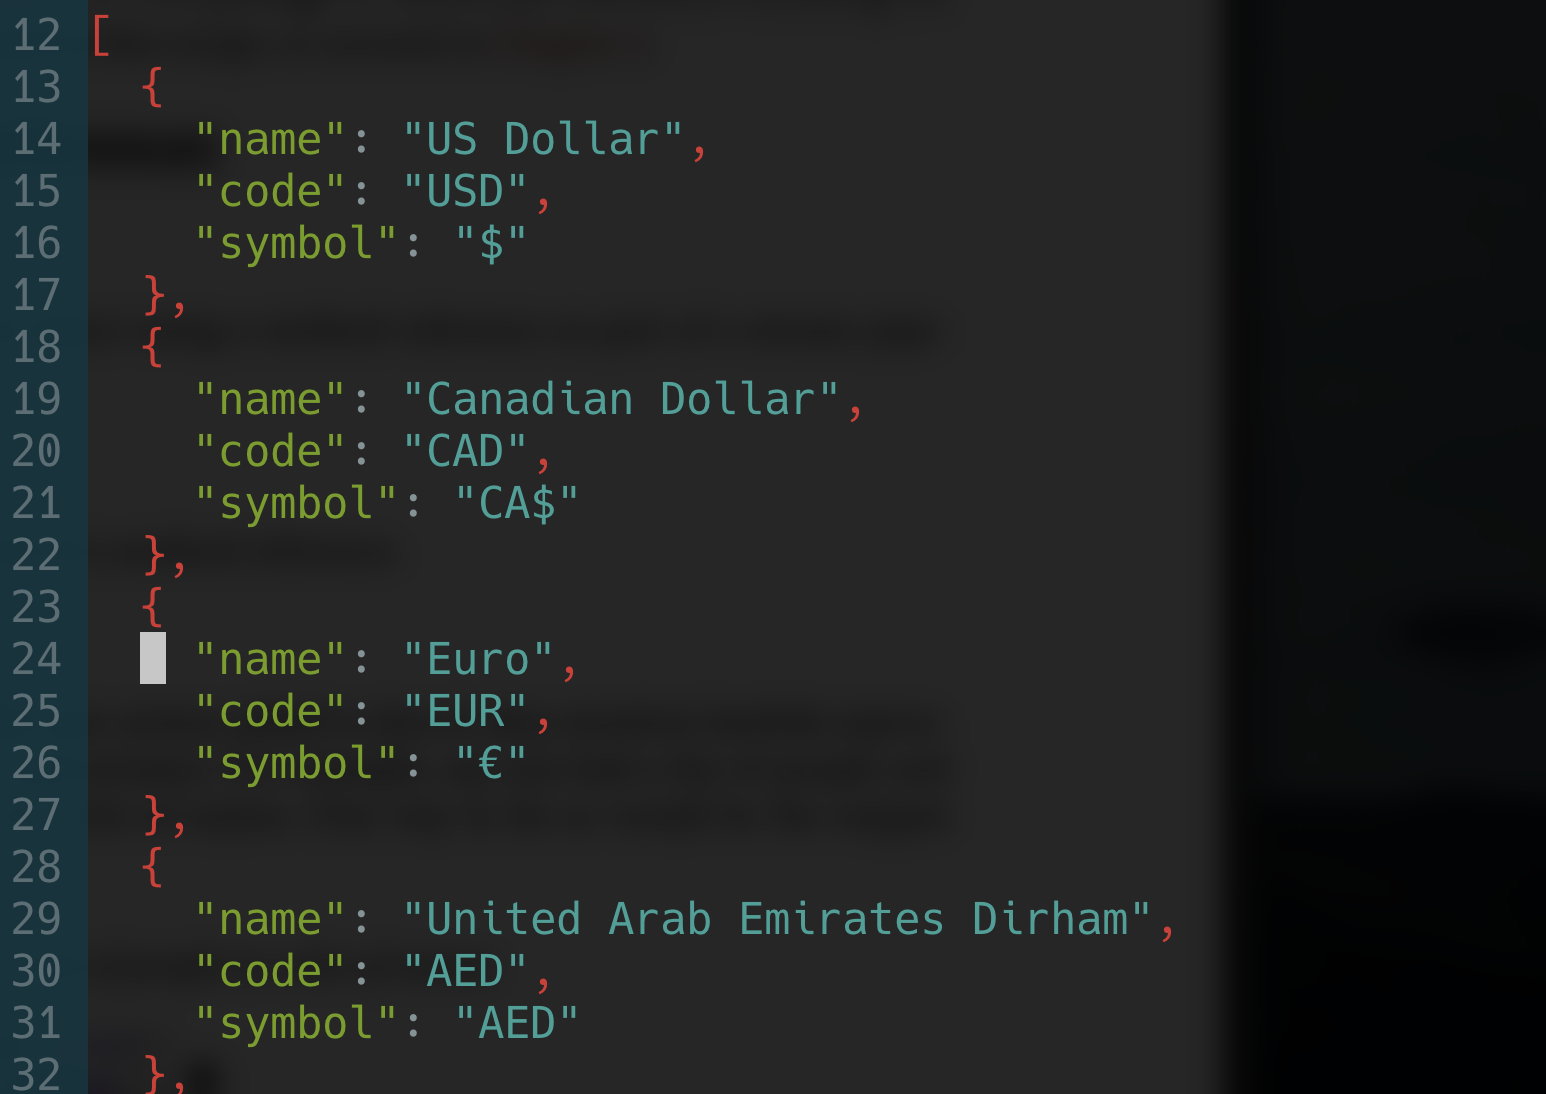 12 [
13   {
14     "name": "US Dollar",
15     "code": "USD",
16     "symbol": "$"
17   },
18   {
19     "name": "Canadian Dollar",
20     "code": "CAD",
21     "symbol": "CA$"
22   },
23   {
24     "name": "Euro",
25     "code": "EUR",
26     "symbol": "€"
27   },
28   {
29     "name": "United Arab Emirates Dirham",
30     "code": "AED",
31     "symbol": "AED"
32   },